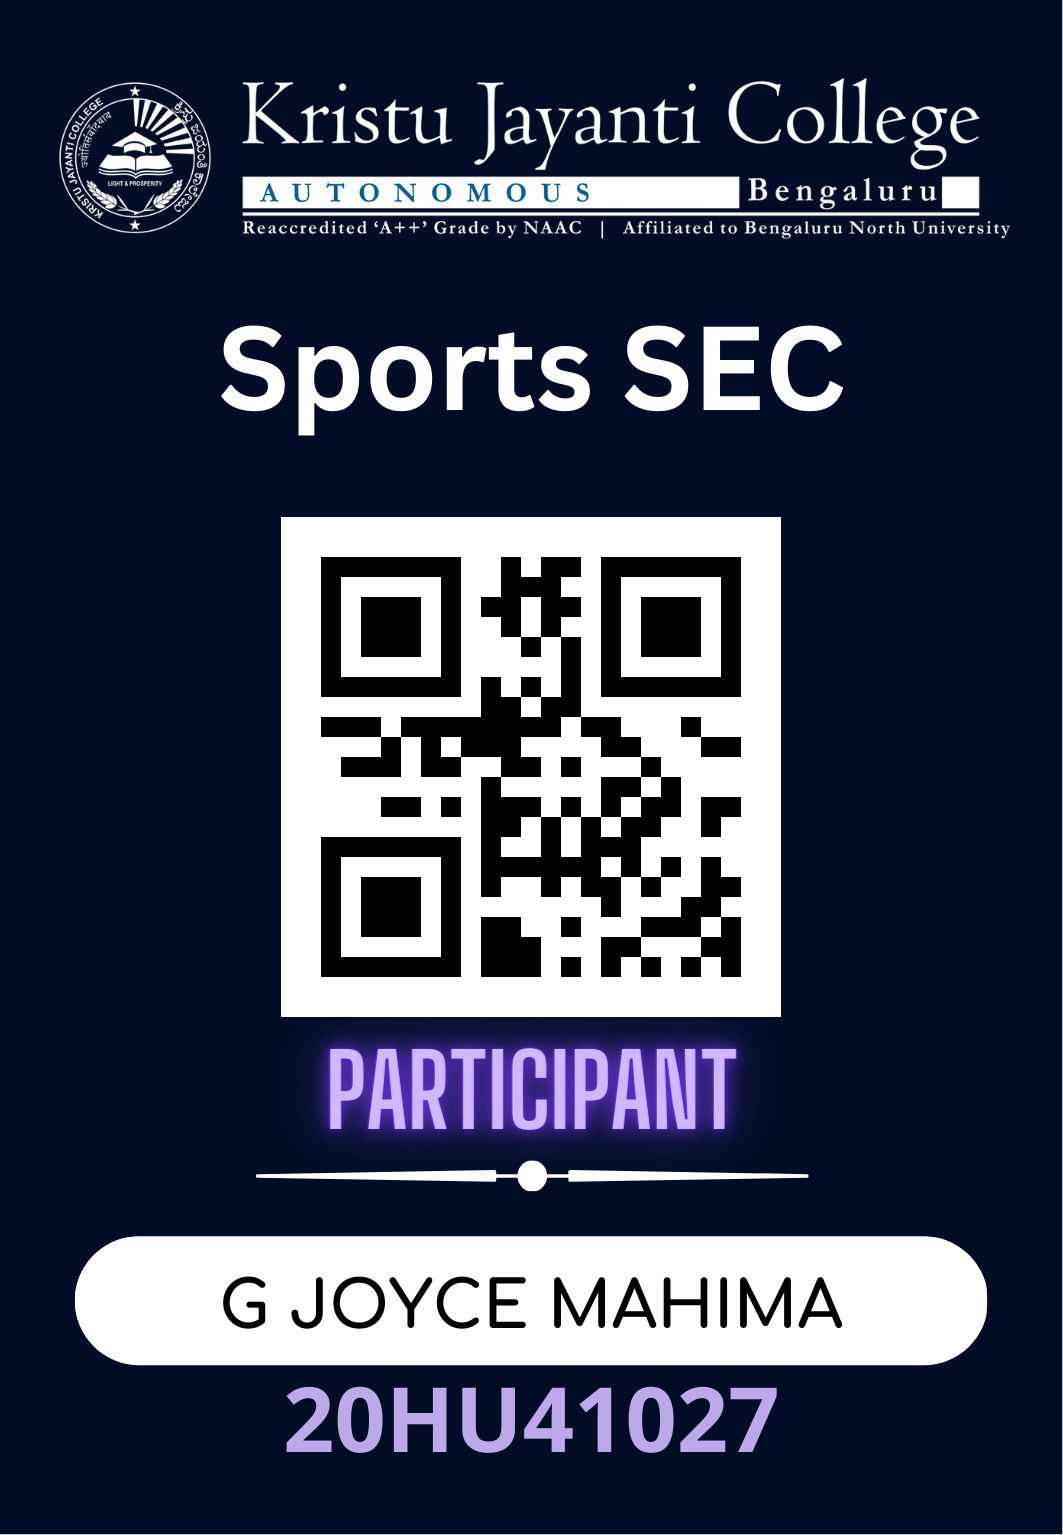 KRISTU JAYANTI COLLEGE
ಕ್ರಿಸ್ತು ಜಯಂತಿ ಕಾಲೇಜು
LIGHT & PROSPERITY
Kristu Jayanti College
AUTONOMOUS Bengaluru
Reaccredited ‘A++’ Grade by NAAC | Affiliated to Bengaluru North University
Sports SEC
PARTICIPANT
G JOYCE MAHIMA
20HU41027